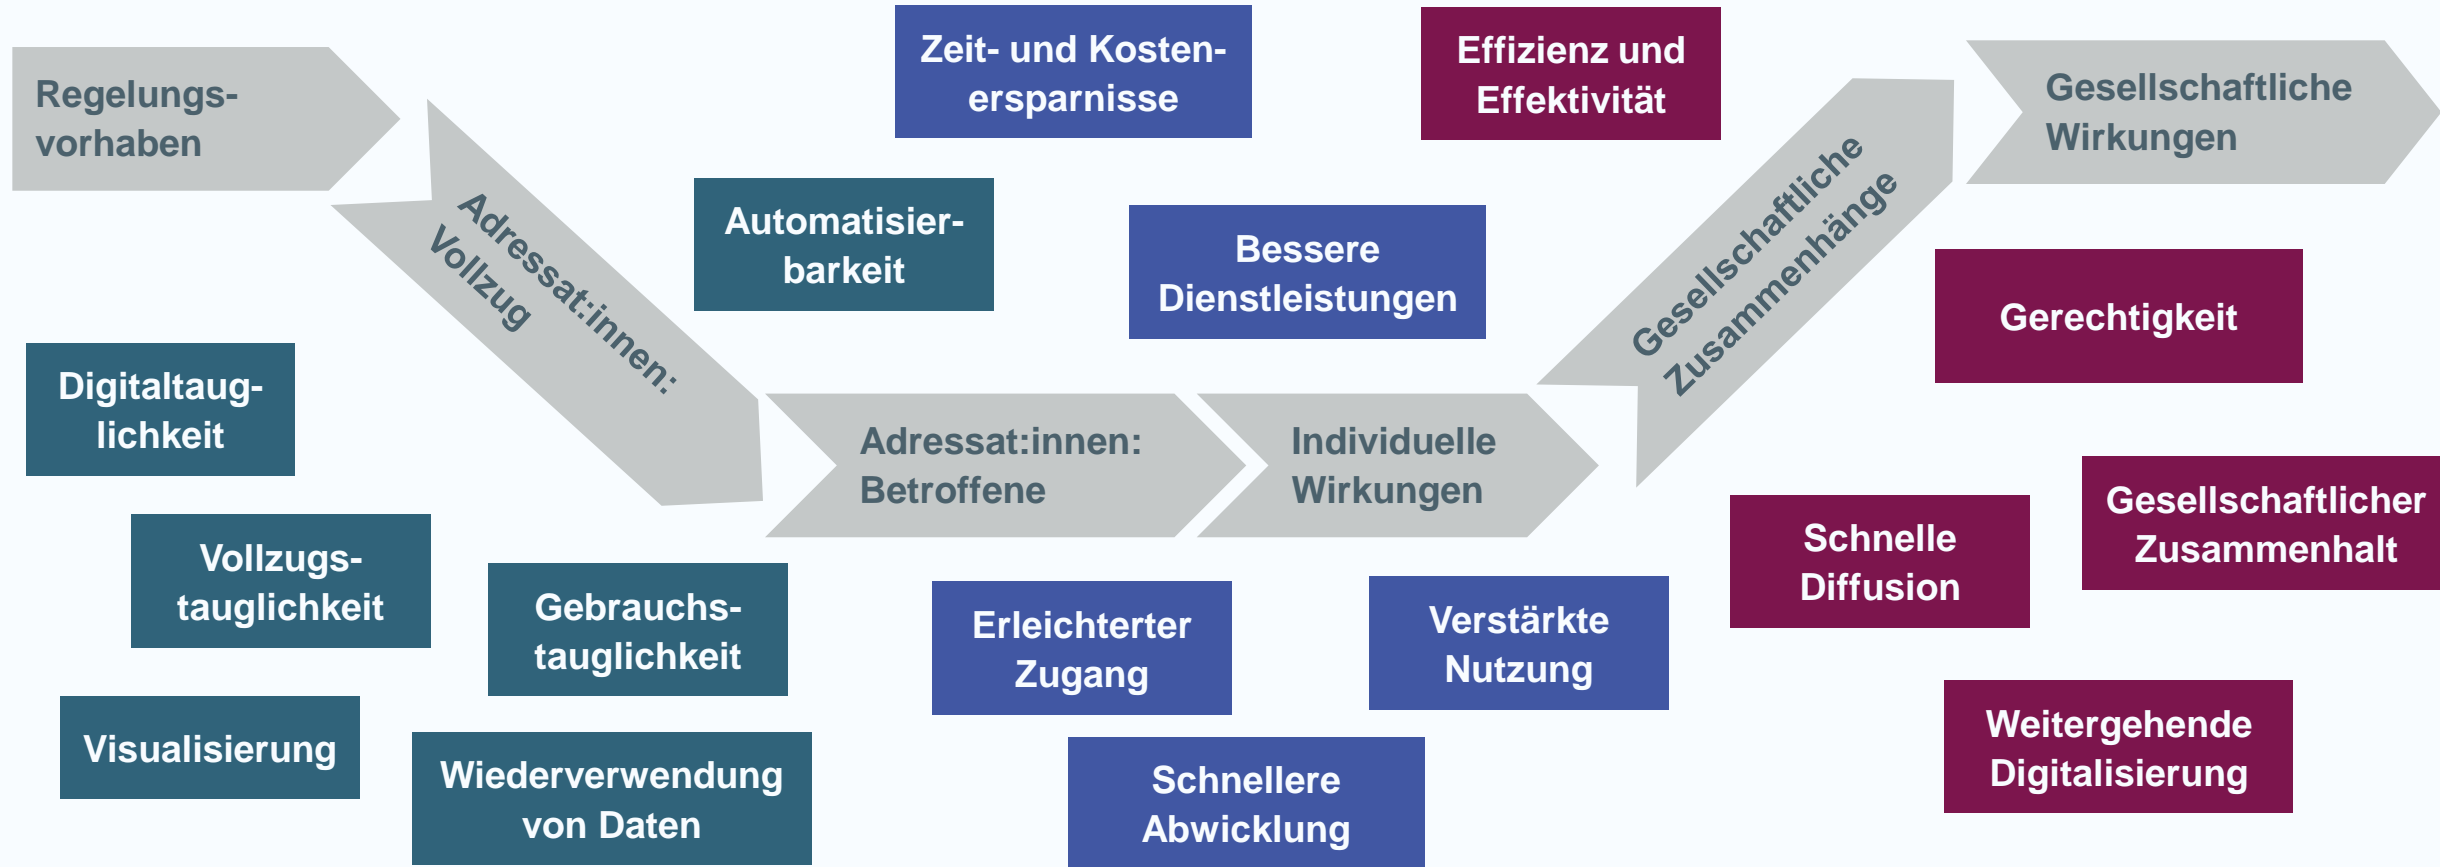 Regelungs-
vorhaben
Adressat:innen:
Vollzug
Adressat:innen:
Betroffene
Individuelle
Wirkungen
Gesellschaftliche
Zusammenhänge
Gesellschaftliche
Wirkungen
Digitaltaug-
lichkeit
Vollzugs-
tauglichkeit
Visualisierung
Gebrauchs-
tauglichkeit
Wiederverwendung
von Daten
Automatisier-
barkeit
Zeit- und Kosten-
ersparnisse
Bessere
Dienstleistungen
Erleichterter
Zugang
Schnellere
Abwicklung
Verstärkte
Nutzung
Effizienz und
Effektivität
Gerechtigkeit
Schnelle
Diffusion
Gesellschaftlicher
Zusammenhalt
Weitergehende
Digitalisierung